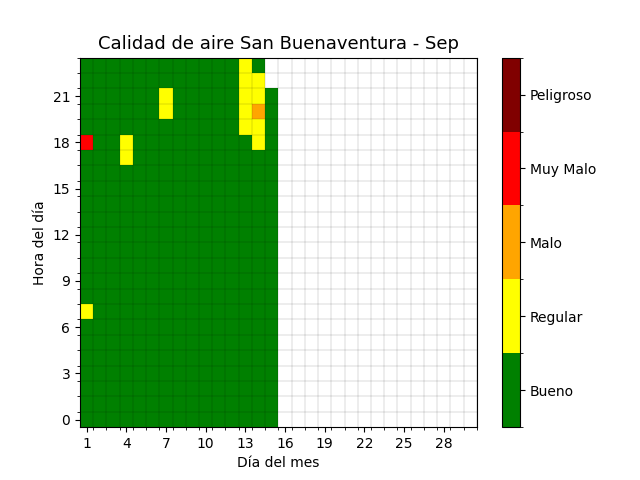 Calidad de aire San Buenaventura - Sep
Hora del día
21
18
15
12
9
6
3
0
1 4 7 10 13 16 19 22 25 28
Día del mes
Peligroso
Muy Malo
Malo
Regular
Bueno